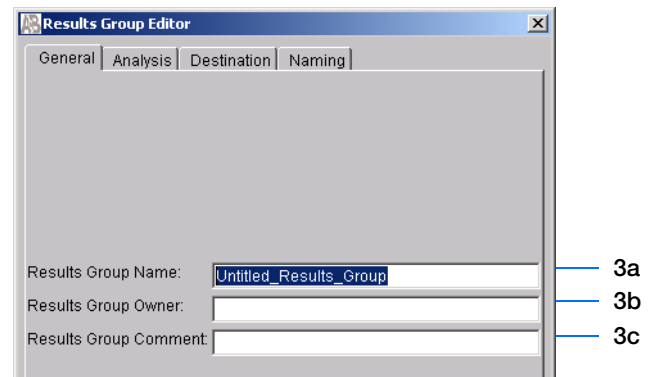 AB Results Group Editor
General Analysis Destination Naming
Results Group Name: Untitled_Results_Group 3a
Results Group Owner: 3b
Results Group Comment: 3c